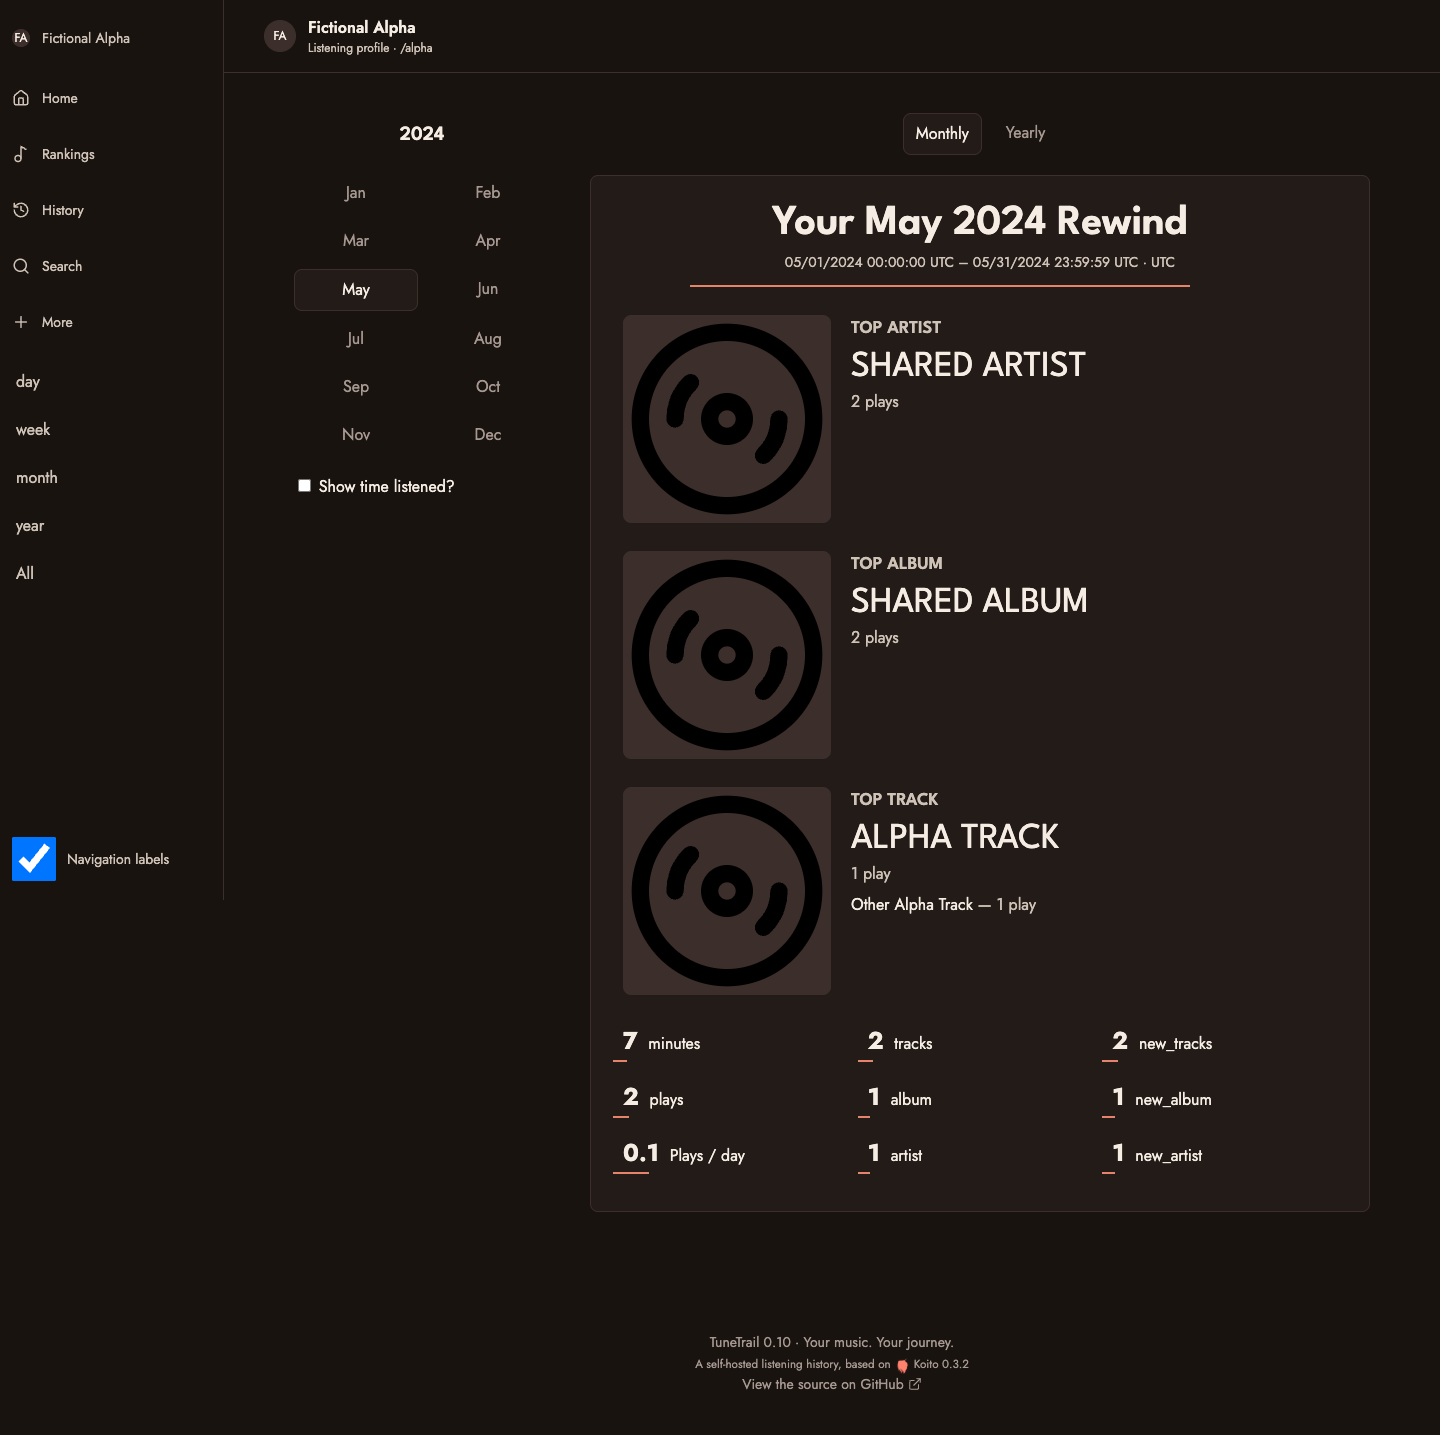 FA Fictional Alpha
Home
Rankings
History
Search
More
day
week
month
year
All
Navigation labels
FA
Fictional Alpha
Listening profile · /alpha
2024
Jan Feb
Mar Apr
May Jun
Jul Aug
Sep Oct
Nov Dec
Show time listened?
Monthly Yearly
Your May 2024 Rewind
05/01/2024 00:00:00 UTC – 05/31/2024 23:59:59 UTC · UTC
TOP ARTIST
SHARED ARTIST
2 plays
TOP ALBUM
SHARED ALBUM
2 plays
TOP TRACK
ALPHA TRACK
1 play
Other Alpha Track — 1 play
7 minutes 2 tracks 2 new_tracks
2 plays 1 album 1 new_album
0.1 Plays / day 1 artist 1 new_artist
TuneTrail 0.10 · Your music. Your journey.
A self-hosted listening history, based on Koito 0.3.2
View the source on GitHub